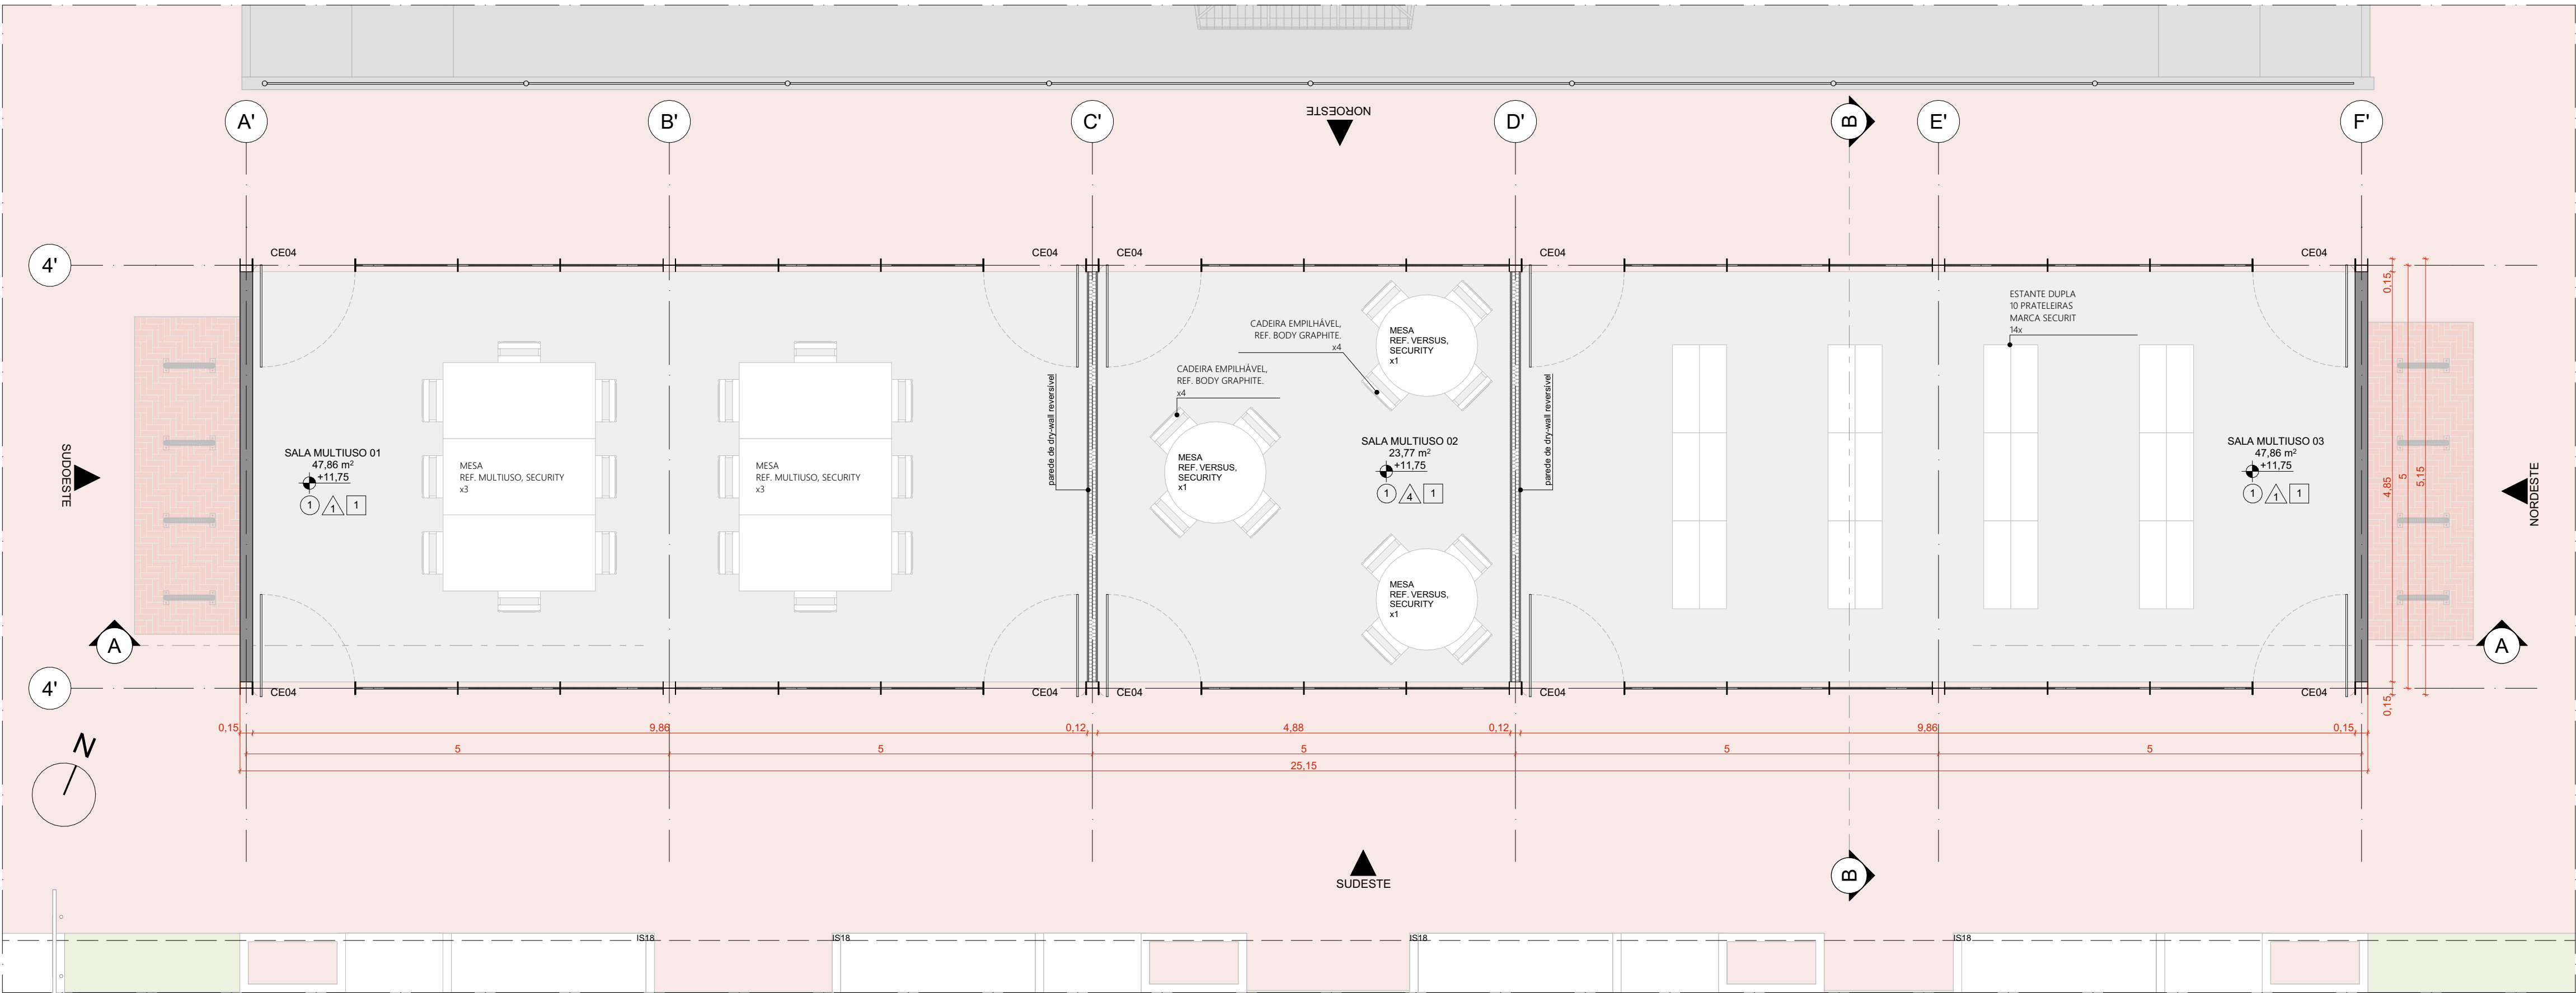 NOROESTE
A'
B'
C'
D'
B
E'
F'
4'
CE04
CE04
CE04
CE04
CE04
0,15
ESTANTE DUPLA
10 PRATELEIRAS
MARCA SECURIT
14x
CADEIRA EMPILHÁVEL,
REF. BODY GRAPHITE.
x4
MESA
REF. VERSUS,
SECURITY
x1
CADEIRA EMPILHÁVEL,
REF. BODY GRAPHITE.
x4
parede de dry-wall reversível
parede de dry-wall reversível
SUDOESTE
SALA MULTIUSO 01
47,86 m²
+11,75
1
1
1
MESA
REF. MULTIUSO, SECURITY
x3
MESA
REF. MULTIUSO, SECURITY
x3
MESA
REF. VERSUS,
SECURITY
x1
SALA MULTIUSO 02
23,77 m²
+11,75
1
4
1
SALA MULTIUSO 03
47,86 m²
+11,75
1
1
1
4,85
5
5,15
NORDESTE
MESA
REF. VERSUS,
SECURITY
x1
A
A
4'
CE04
CE04
CE04
CE04
CE04
0,15
0,15
9,86
0,12
4,88
0,12
9,86
0,15
5
5
5
5
5
25,15
N
SUDESTE
B
IS18
IS18
IS18
IS18